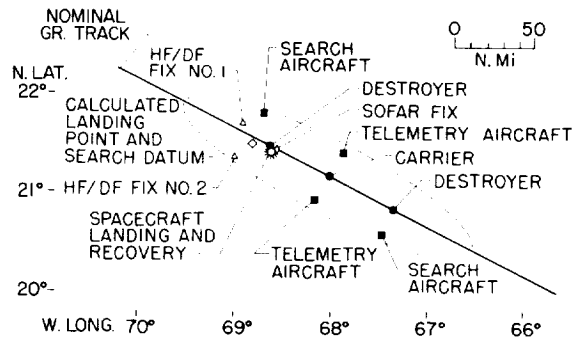 NOMINAL
GR. TRACK
HF/DF
FIX NO. 1
SEARCH
AIRCRAFT
0 50
N. Mi
N. LAT.
22°
CALCULATED
LANDING
POINT AND
SEARCH DATUM
DESTROYER
SOFAR FIX
TELEMETRY AIRCRAFT
CARRIER
DESTROYER
21°
HF/DF FIX NO. 2
SPACECRAFT
LANDING AND
RECOVERY
TELEMETRY
AIRCRAFT
SEARCH
AIRCRAFT
20°
W. LONG. 70° 69° 68° 67° 66°